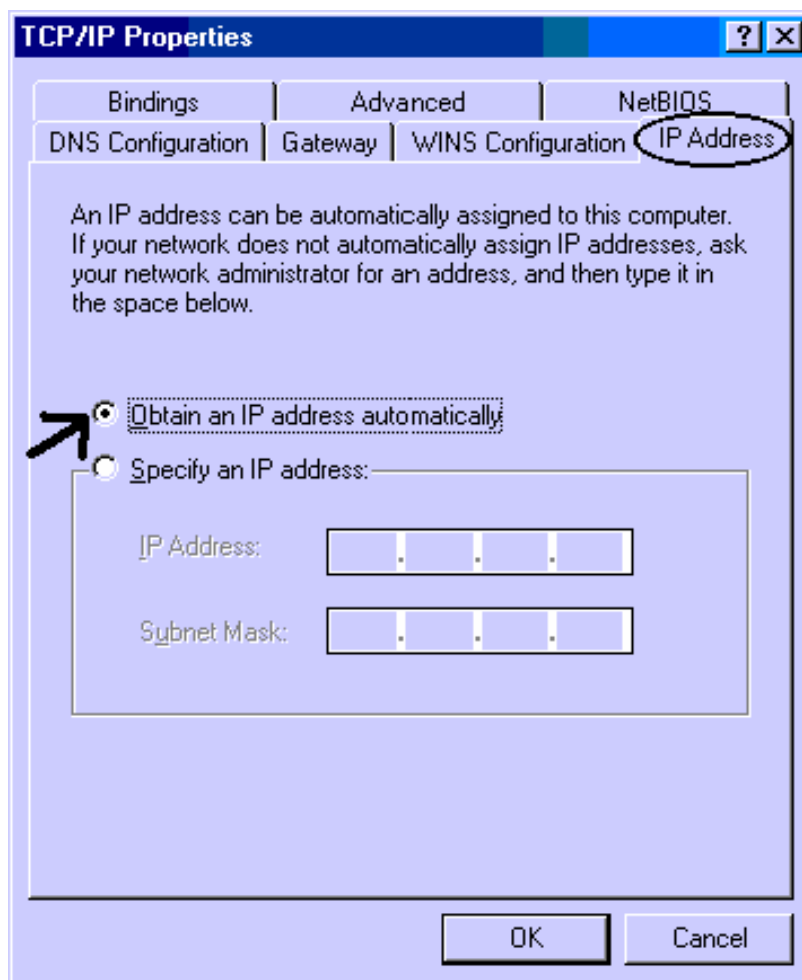 TCP/IP Properties
Bindings Advanced NetBIOS
DNS Configuration Gateway WINS Configuration IP Address
An IP address can be automatically assigned to this computer.
If your network does not automatically assign IP addresses, ask
your network administrator for an address, and then type it in
the space below.
Obtain an IP address automatically
Specify an IP address:
IP Address:
. . .
Subnet Mask:
. . .
OK Cancel